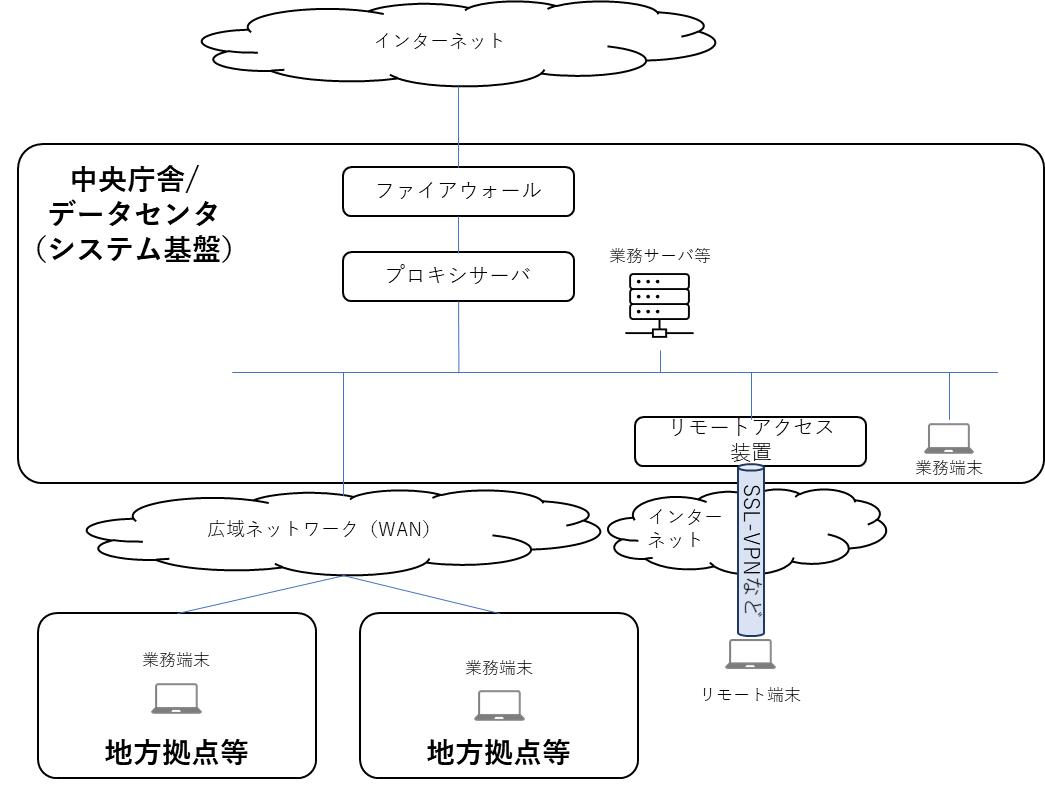 インターネット
中央庁舎/
データセンタ
（システム基盤）
ファイアウォール
プロキシサーバ
業務サーバ等
リモートアクセス
装置
業務端末
広域ネットワーク（WAN）
インター
ネット
SSL-VPNなど
業務端末
地方拠点等
業務端末
地方拠点等
リモート端末